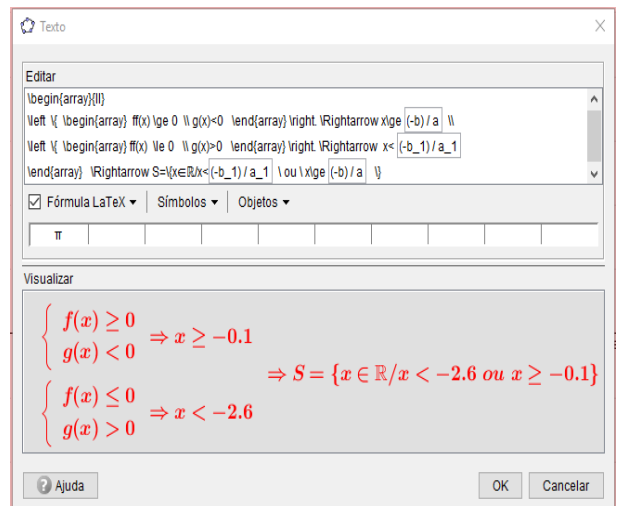 Texto
Editar
\begin{array}{ll}
\left \{ \begin{array} ff(x) \ge 0 \\ g(x)<0 \end{array} \right. \Rightarrow x\ge (-b) / a \\
\left \{ \begin{array} ff(x) \le 0 \\ g(x)>0 \end{array} \right. \Rightarrow x< (-b_1) / a_1
\end{array} \Rightarrow S=\{x∈ℝ/x< (-b_1) / a_1 \ ou \ x\ge (-b) / a \}
Fórmula LaTeX Símbolos Objetos
π
Visualizar
f(x) ≥ 0
g(x) < 0
⇒ x ≥ −0.1
f(x) ≤ 0
g(x) > 0
⇒ x < −2.6
⇒ S = {x ∈ ℝ/x < −2.6 ou x ≥ −0.1}
Ajuda OK Cancelar